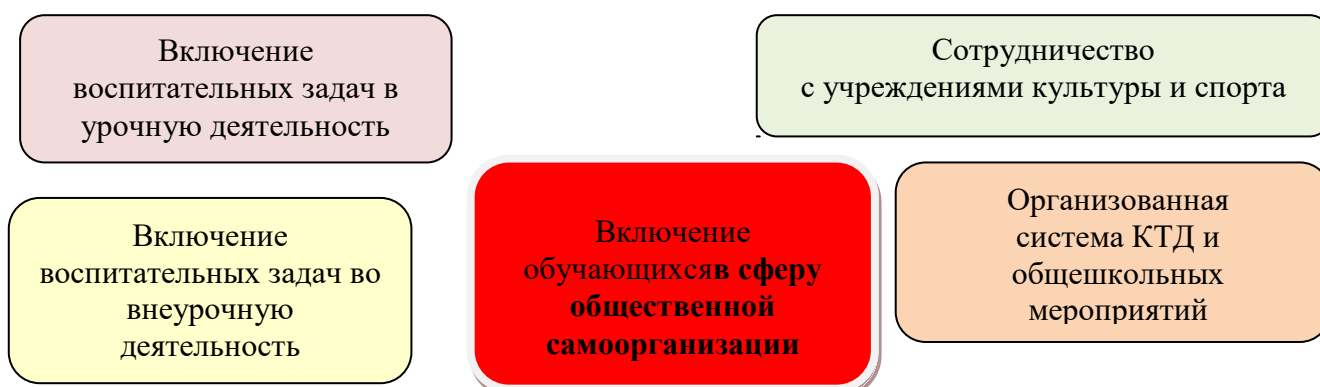 Включение
воспитательных задач в
урочную деятельность
Сотрудничество
с учреждениями культуры и спорта
Включение
воспитательных задач во
внеурочную
деятельность
Включение
обучающихсяв сферу
общественной
самоорганизации
Организованная
система КТД и
общешкольных
мероприятий